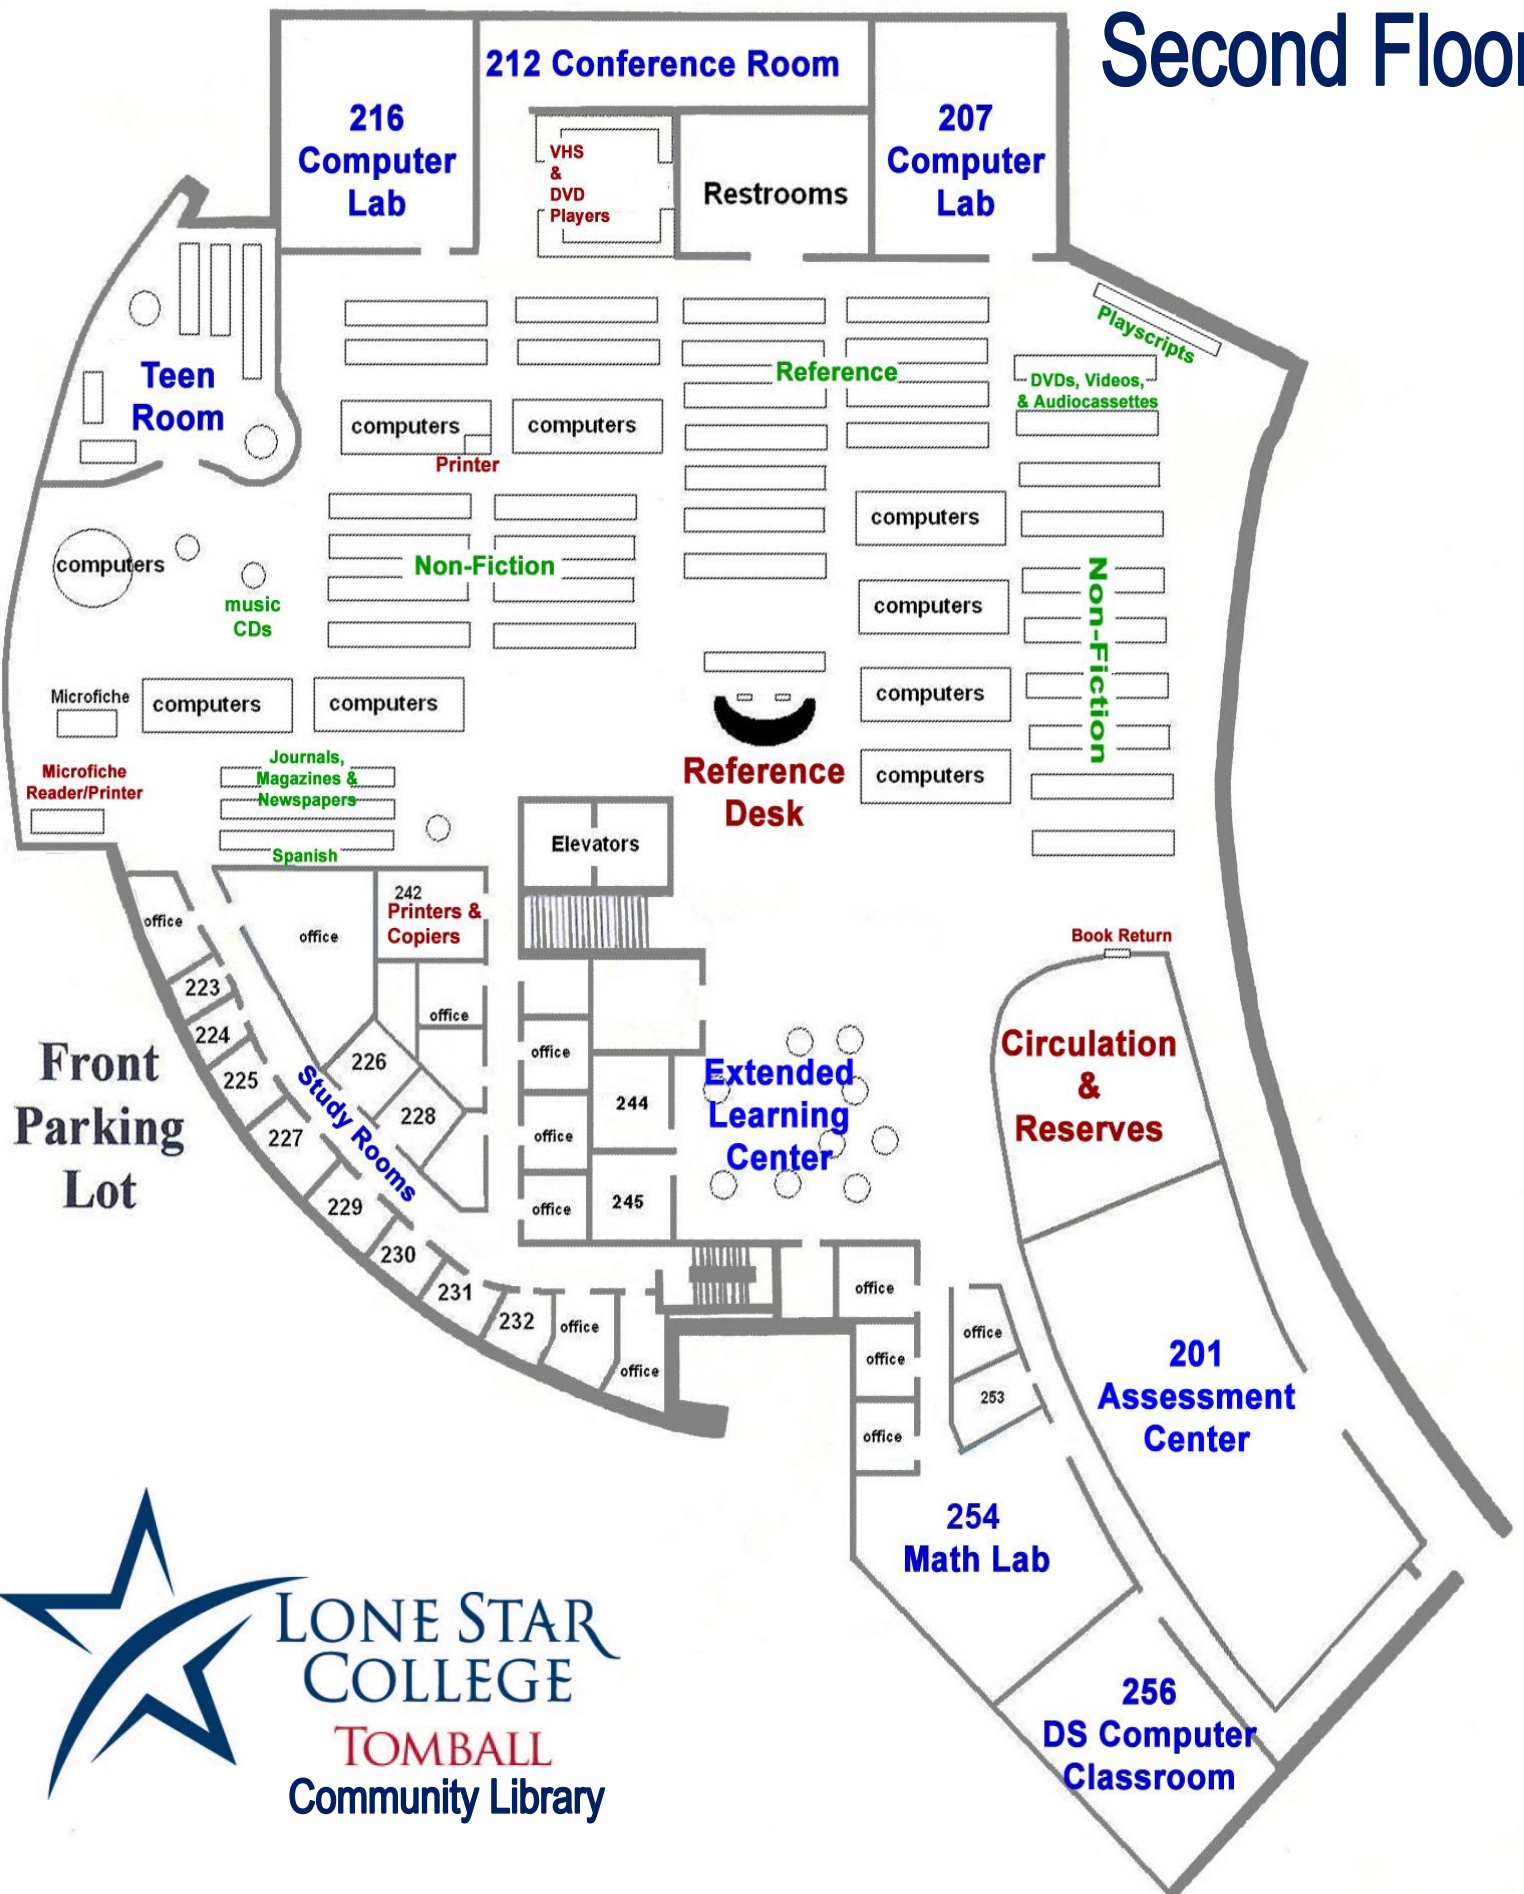 Second Floor
212 Conference Room
216
Computer
Lab
207
Computer
Lab
VHS
&
DVD
Players
Restrooms
Playscripts
Teen
Room
Reference
DVDs, Videos,
& Audiocassettes
computers
computers
Printer
computers
Non-Fiction
computers
music
CDs
computers
Non-Fiction
Microfiche
computers
computers
computers
Microfiche
Reader/Printer
Journals,
Magazines &
Newspapers
Spanish
Reference
Desk
computers
Elevators
242
Printers &
Copiers
office
office
office
Book Return
223
224
225
226
227
228
229
230
231
232
Study Rooms
office
office
office
office
office
office
244
245
Extended
Learning
Center
Circulation
&
Reserves
Front
Parking
Lot
office
office
office
office
253
201
Assessment
Center
254
Math Lab
256
DS Computer
Classroom
LONE STAR
COLLEGE
TOMBALL
Community Library